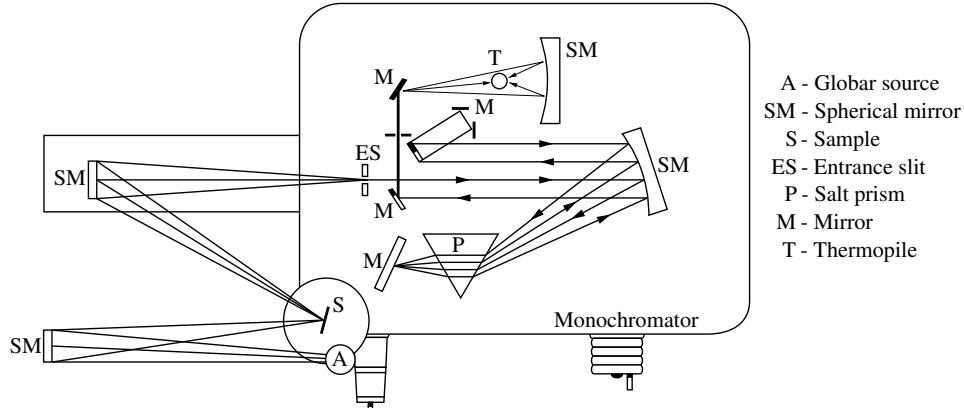 T
SM
M
M
ES
SM
SM
M
P
M
S
Monochromator
SM
A
A - Globar source
SM - Spherical mirror
S - Sample
ES - Entrance slit
P - Salt prism
M - Mirror
T - Thermopile